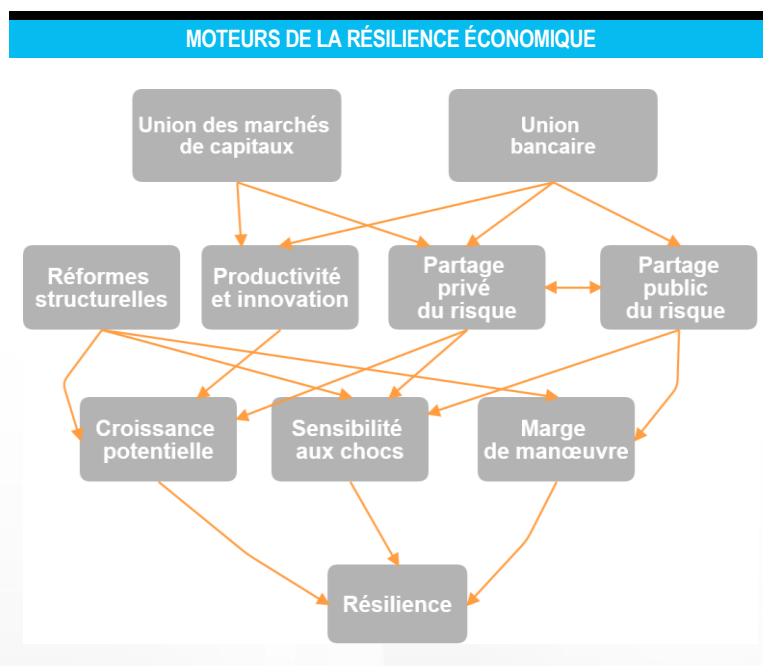 MOTEURS DE LA RÉSILIENCE ÉCONOMIQUE
Union des marchés
de capitaux
Union
bancaire
Réformes
structurelles
Productivité
et innovation
Partage
privé
du risque
Partage
public
du risque
Croissance
potentielle
Sensibilité
aux chocs
Marge
de manœuvre
Résilience